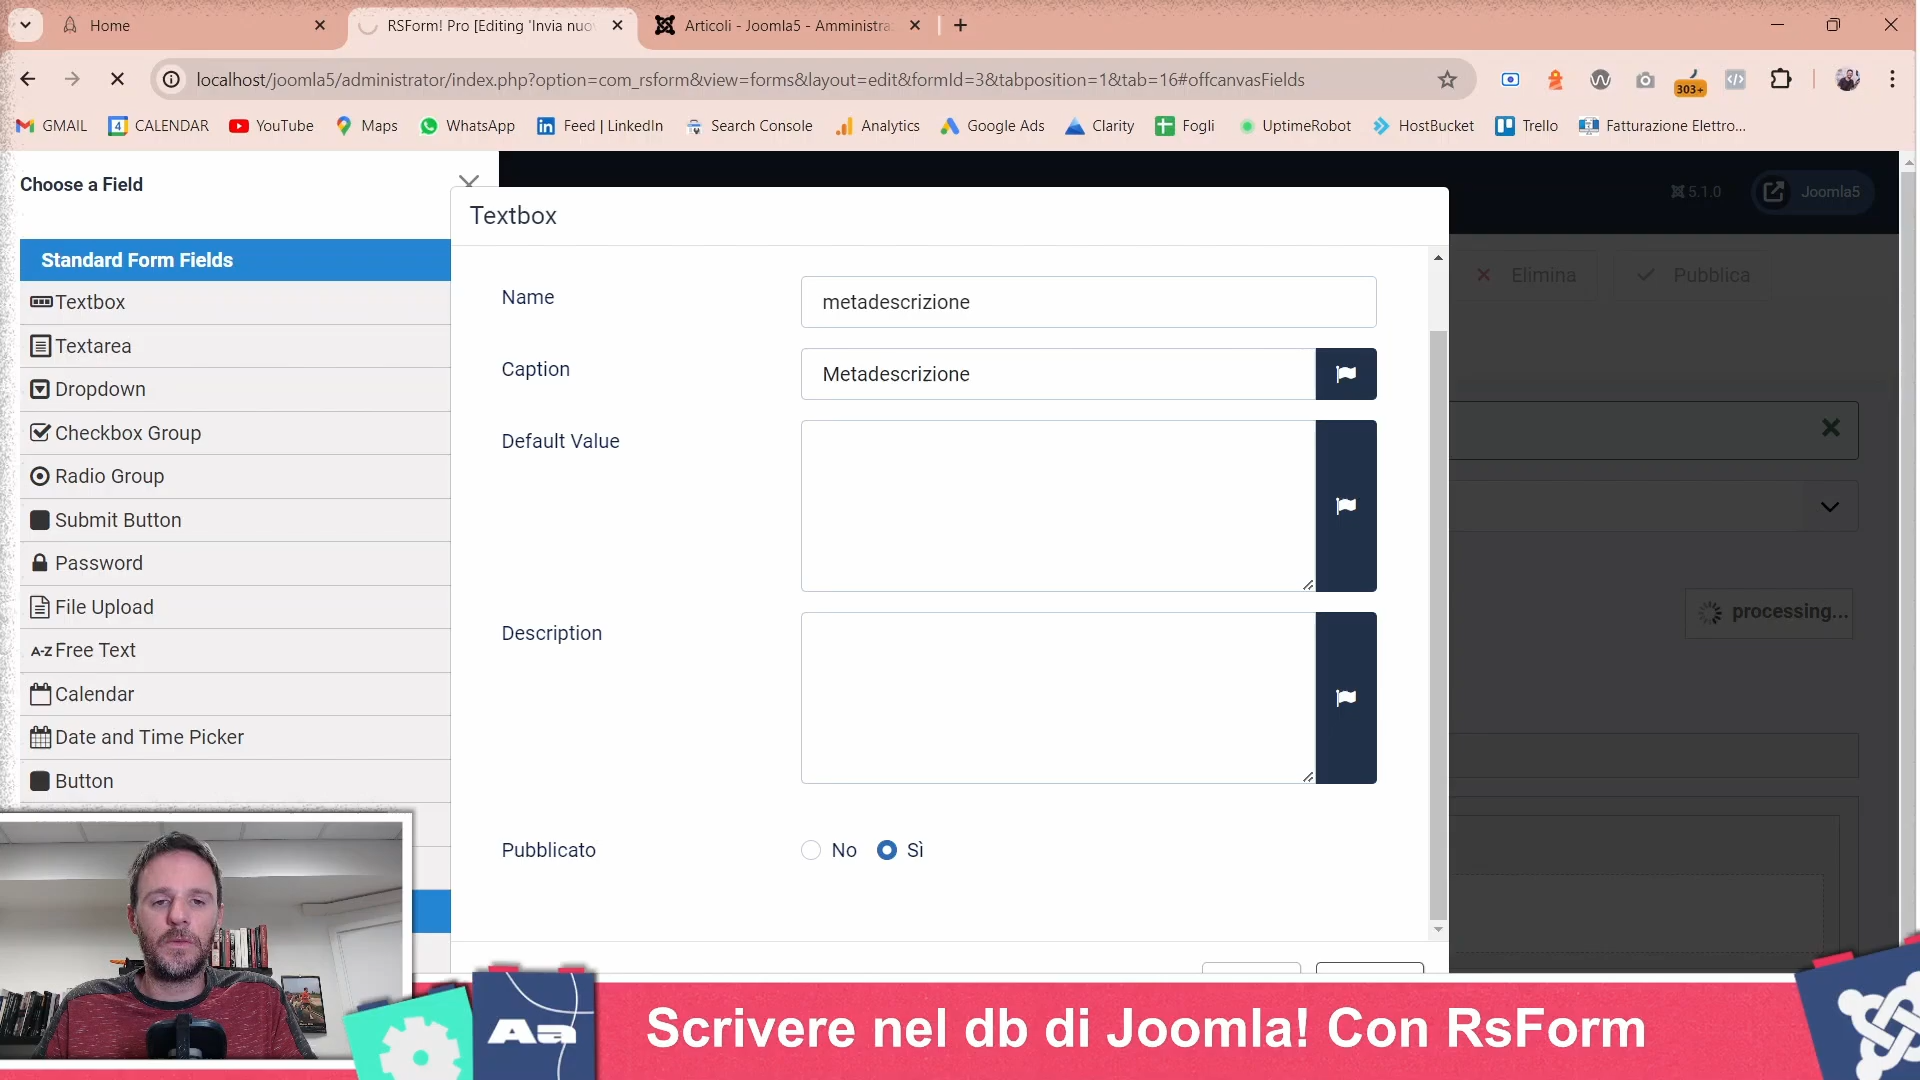 Home
RSForm! Pro [Editing 'Invia nuo
Articoli - Joomla5 - Amministra
localhost/joomla5/administrator/index.php?option=com_rsform&view=forms&layout=edit&formId=3&tabposition=1&tab=16#offcanvasFields
303+
GMAIL
4 CALENDAR
YouTube
Maps
WhatsApp
Feed | LinkedIn
Search Console
Analytics
Google Ads
Clarity
Fogli
UptimeRobot
HostBucket
Trello
Fatturazione Elettro...
Choose a Field
5.1.0
Joomla5
Textbox
Standard Form Fields
Textbox
Textarea
Dropdown
Checkbox Group
Radio Group
Submit Button
Password
File Upload
A-Z Free Text
Calendar
Date and Time Picker
Button
Name
metadescrizione
Caption
Metadescrizione
Default Value
Description
Pubblicato
No
Sì
Elimina
Pubblica
processing...
Aa
Scrivere nel db di Joomla! Con RsForm